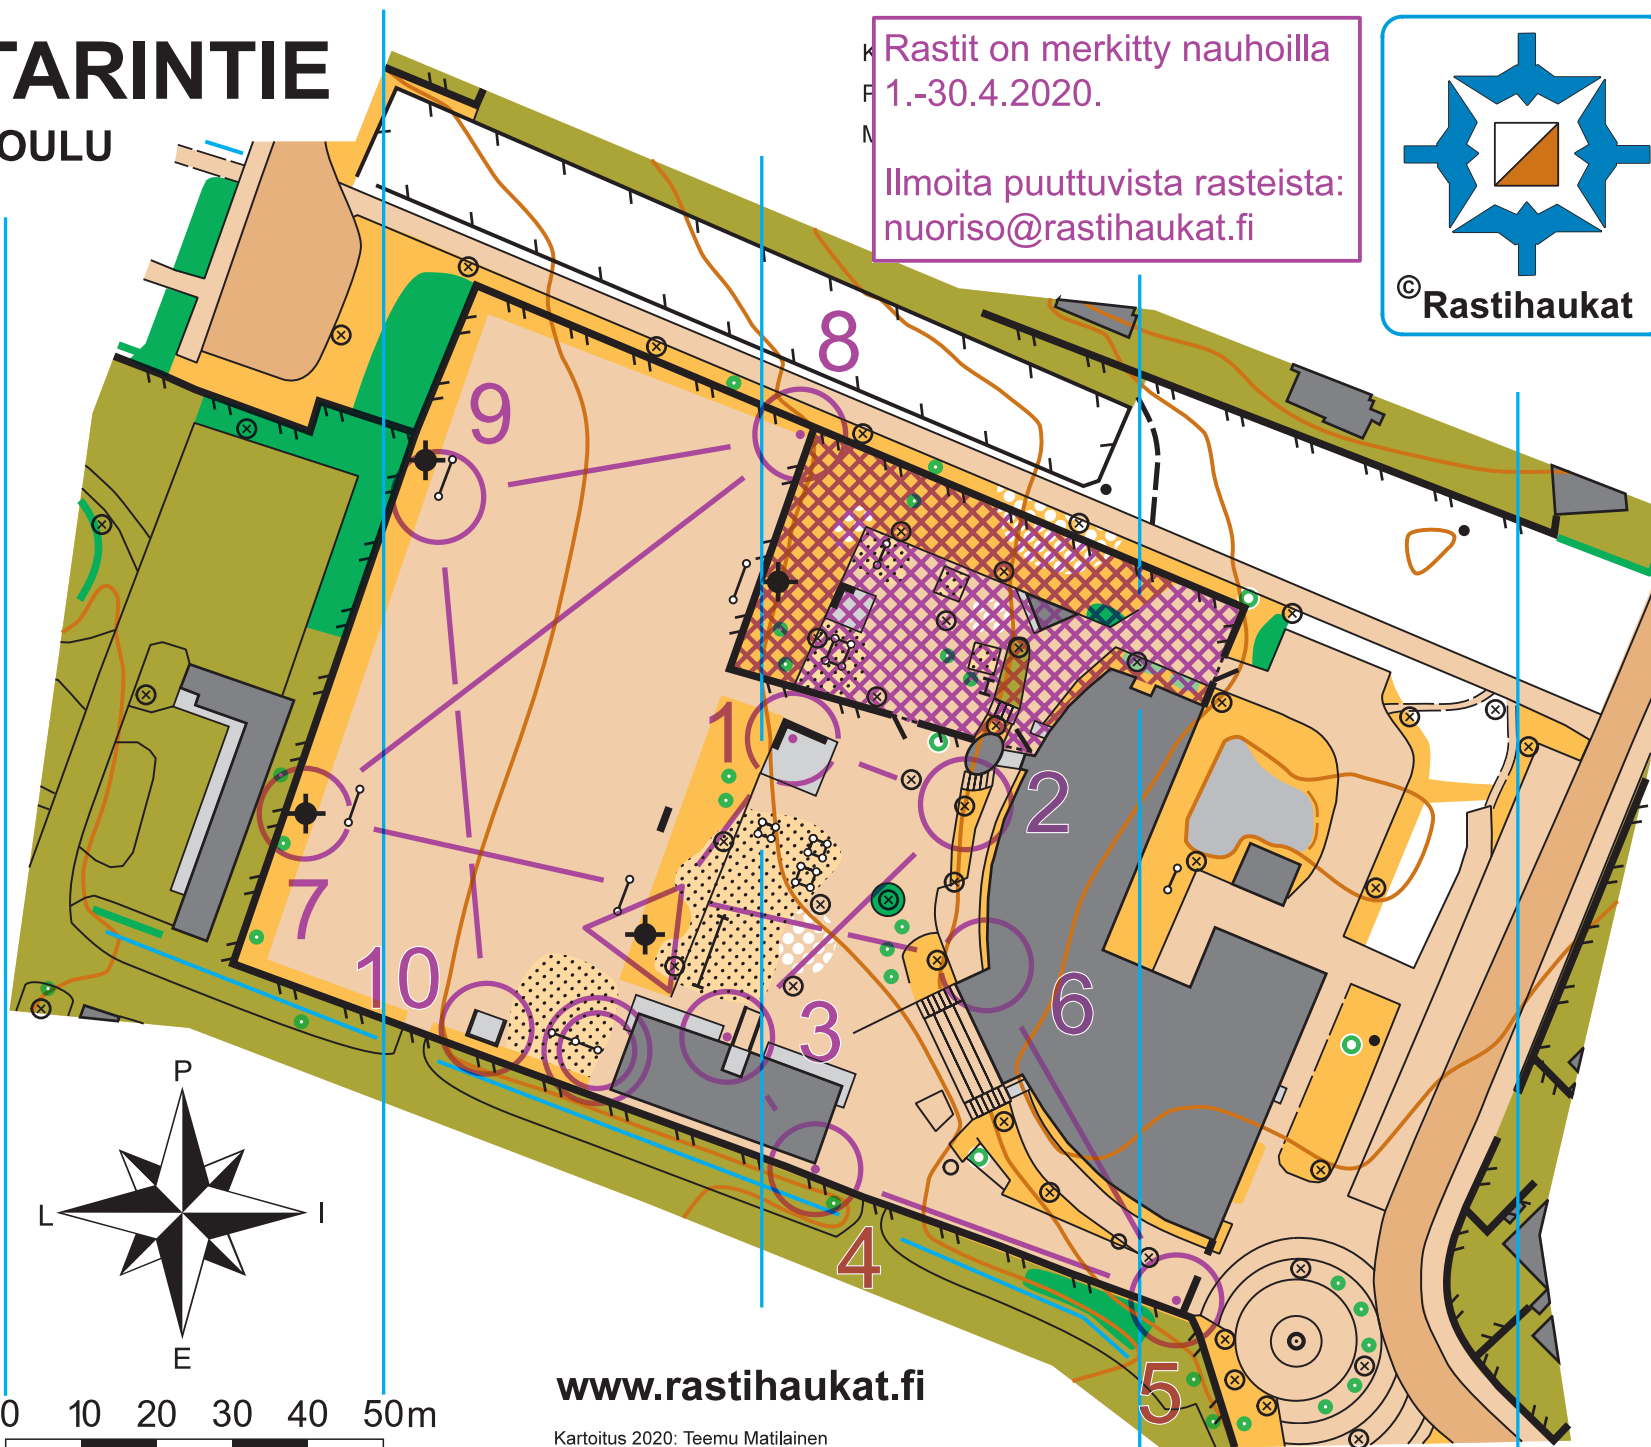 TARINTIE
OULU
Rastit on merkitty nauhoilla
1.-30.4.2020.
Ilmoita puuttuvista rasteista:
nuoriso@rastihaukat.fi
©Rastihaukat
8
9
1
2
7
10
3
6
4
5
P
L
I
E
0 10 20 30 40 50m
www.rastihaukat.fi
Kartoitus 2020: Teemu Matilainen